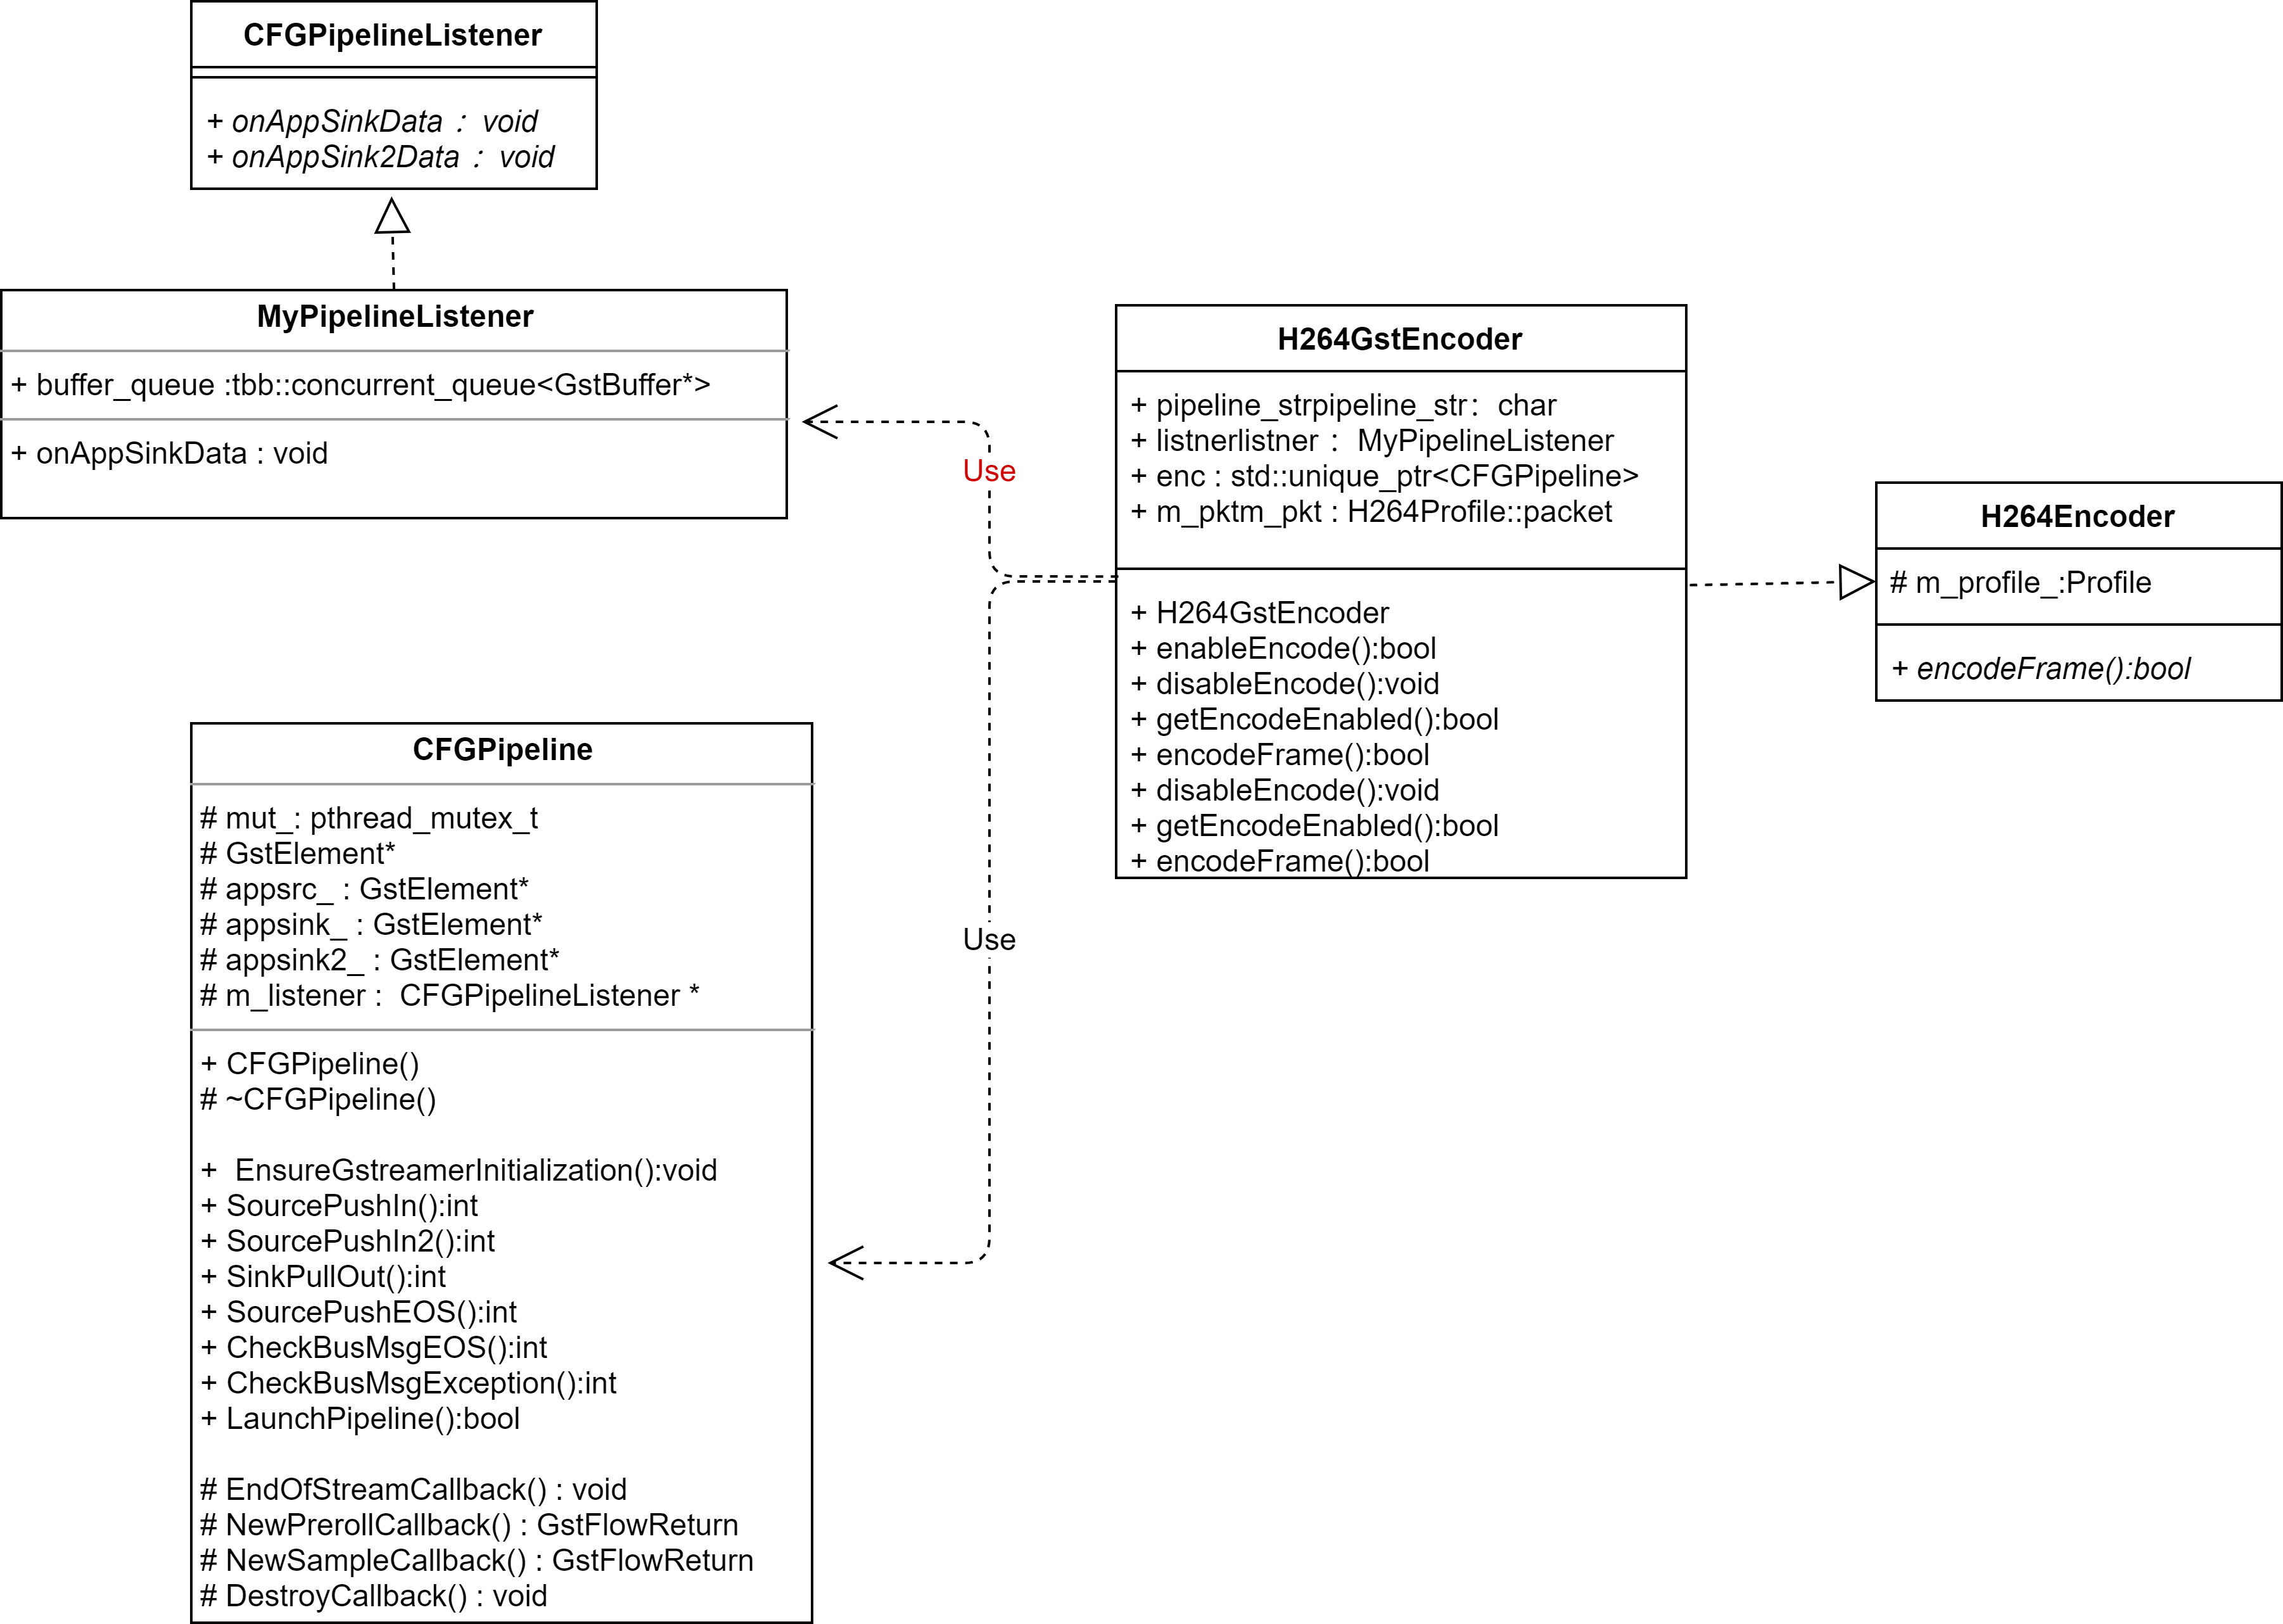 CFGPipelineListener
+ onAppSinkData： void
+ onAppSink2Data： void
MyPipelineListener
+ buffer_queue :tbb::concurrent_queue<GstBuffer*>
+ onAppSinkData : void
Use
H264GstEncoder
+ pipeline_strpipeline_str： char
+ listnerlistner： MyPipelineListener
+ enc : std::unique_ptr<CFGPipeline>
+ m_pktm_pkt : H264Profile::packet
+ H264GstEncoder
+ enableEncode():bool
+ disableEncode():void
+ getEncodeEnabled():bool
+ encodeFrame():bool
+ disableEncode():void
+ getEncodeEnabled():bool
+ encodeFrame():bool
H264Encoder
# m_profile_:Profile
+ encodeFrame():bool
CFGPipeline
# mut_: pthread_mutex_t
# GstElement*
# appsrc_ : GstElement*
# appsink_ : GstElement*
# appsink2_ : GstElement*
# m_listener : CFGPipelineListener *
+ CFGPipeline()
# ~CFGPipeline()
+ EnsureGstreamerInitialization():void
+ SourcePushIn():int
+ SourcePushIn2():int
+ SinkPullOut():int
+ SourcePushEOS():int
+ CheckBusMsgEOS():int
+ CheckBusMsgException():int
+ LaunchPipeline():bool
# EndOfStreamCallback() : void
# NewPrerollCallback() : GstFlowReturn
# NewSampleCallback() : GstFlowReturn
# DestroyCallback() : void
Use